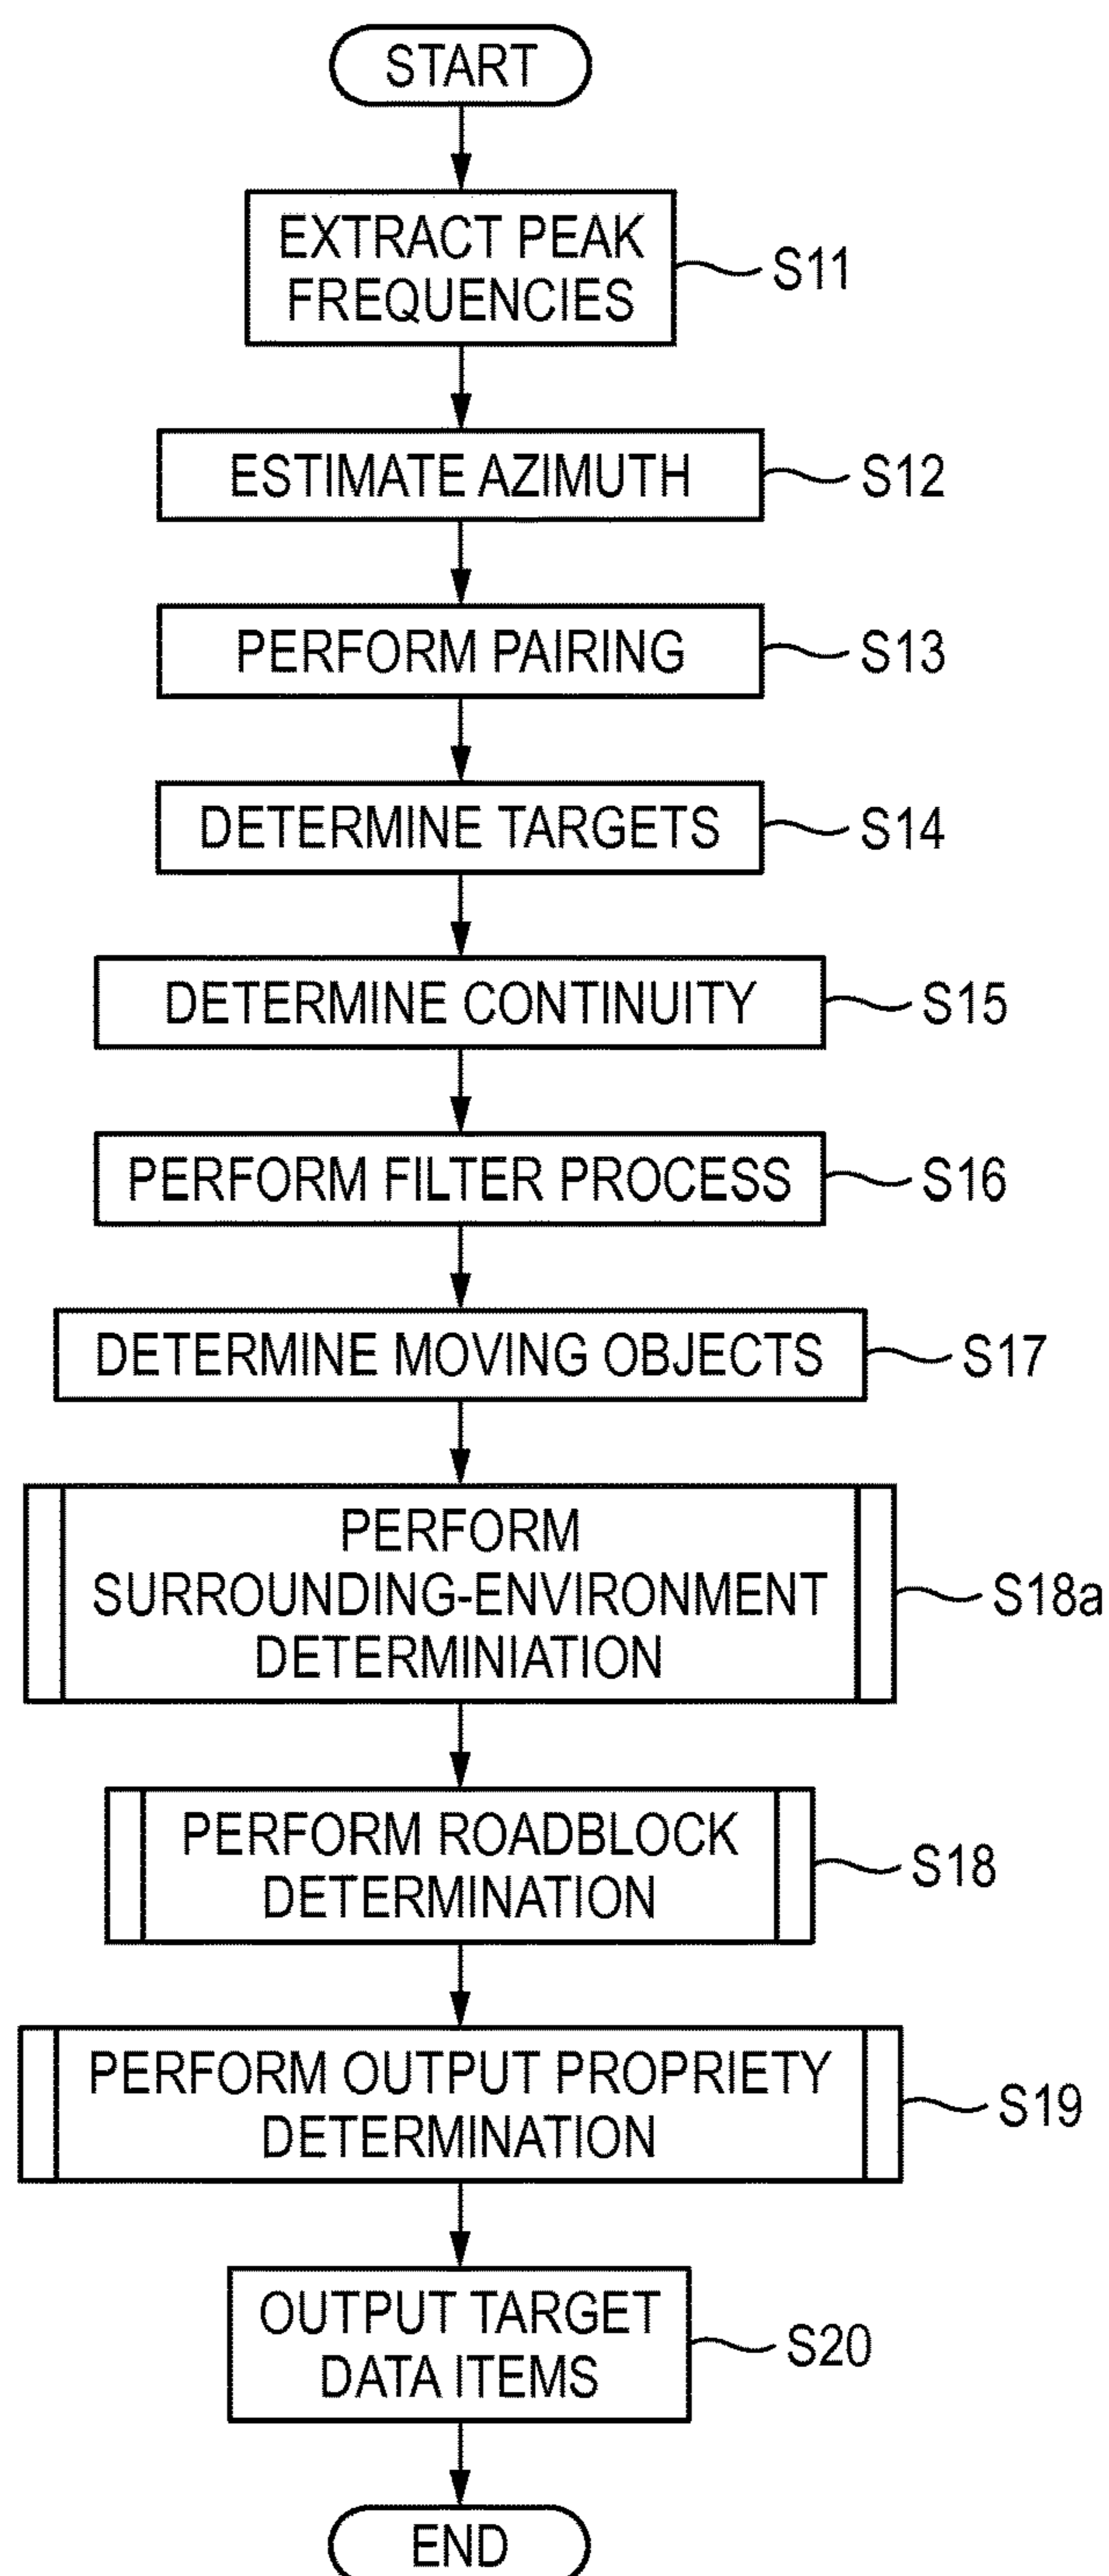 START
EXTRACT PEAK
FREQUENCIES
S11
ESTIMATE AZIMUTH
S12
PERFORM PAIRING
S13
DETERMINE TARGETS
S14
DETERMINE CONTINUITY
S15
PERFORM FILTER PROCESS
S16
DETERMINE MOVING OBJECTS
S17
PERFORM
SURROUNDING-ENVIRONMENT
DETERMINIATION
S18a
PERFORM ROADBLOCK
DETERMINATION
S18
PERFORM OUTPUT PROPRIETY
DETERMINATION
S19
OUTPUT TARGET
DATA ITEMS
S20
END